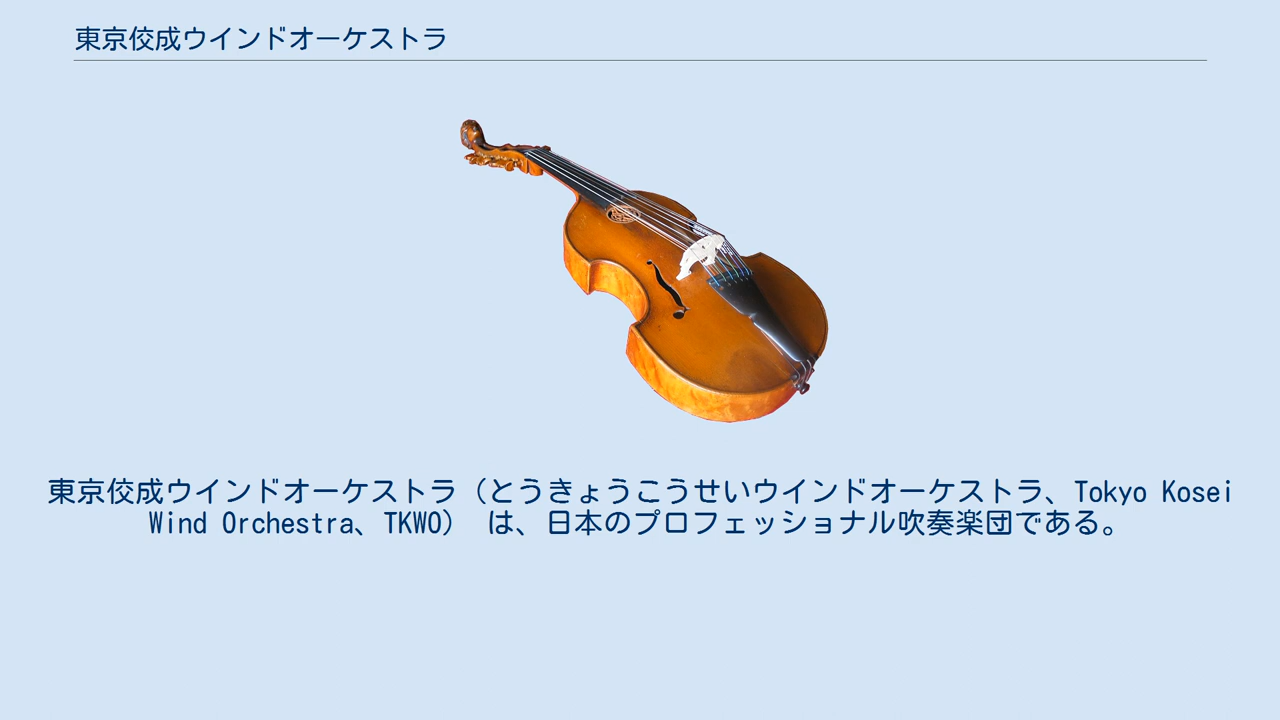 東京佼成ウインドオーケストラ
東京佼成ウインドオーケストラ（とうきょうこうせいウインドオーケストラ、Tokyo Kosei
Wind Orchestra、TKWO） は、日本のプロフェッショナル吹奏楽団である。